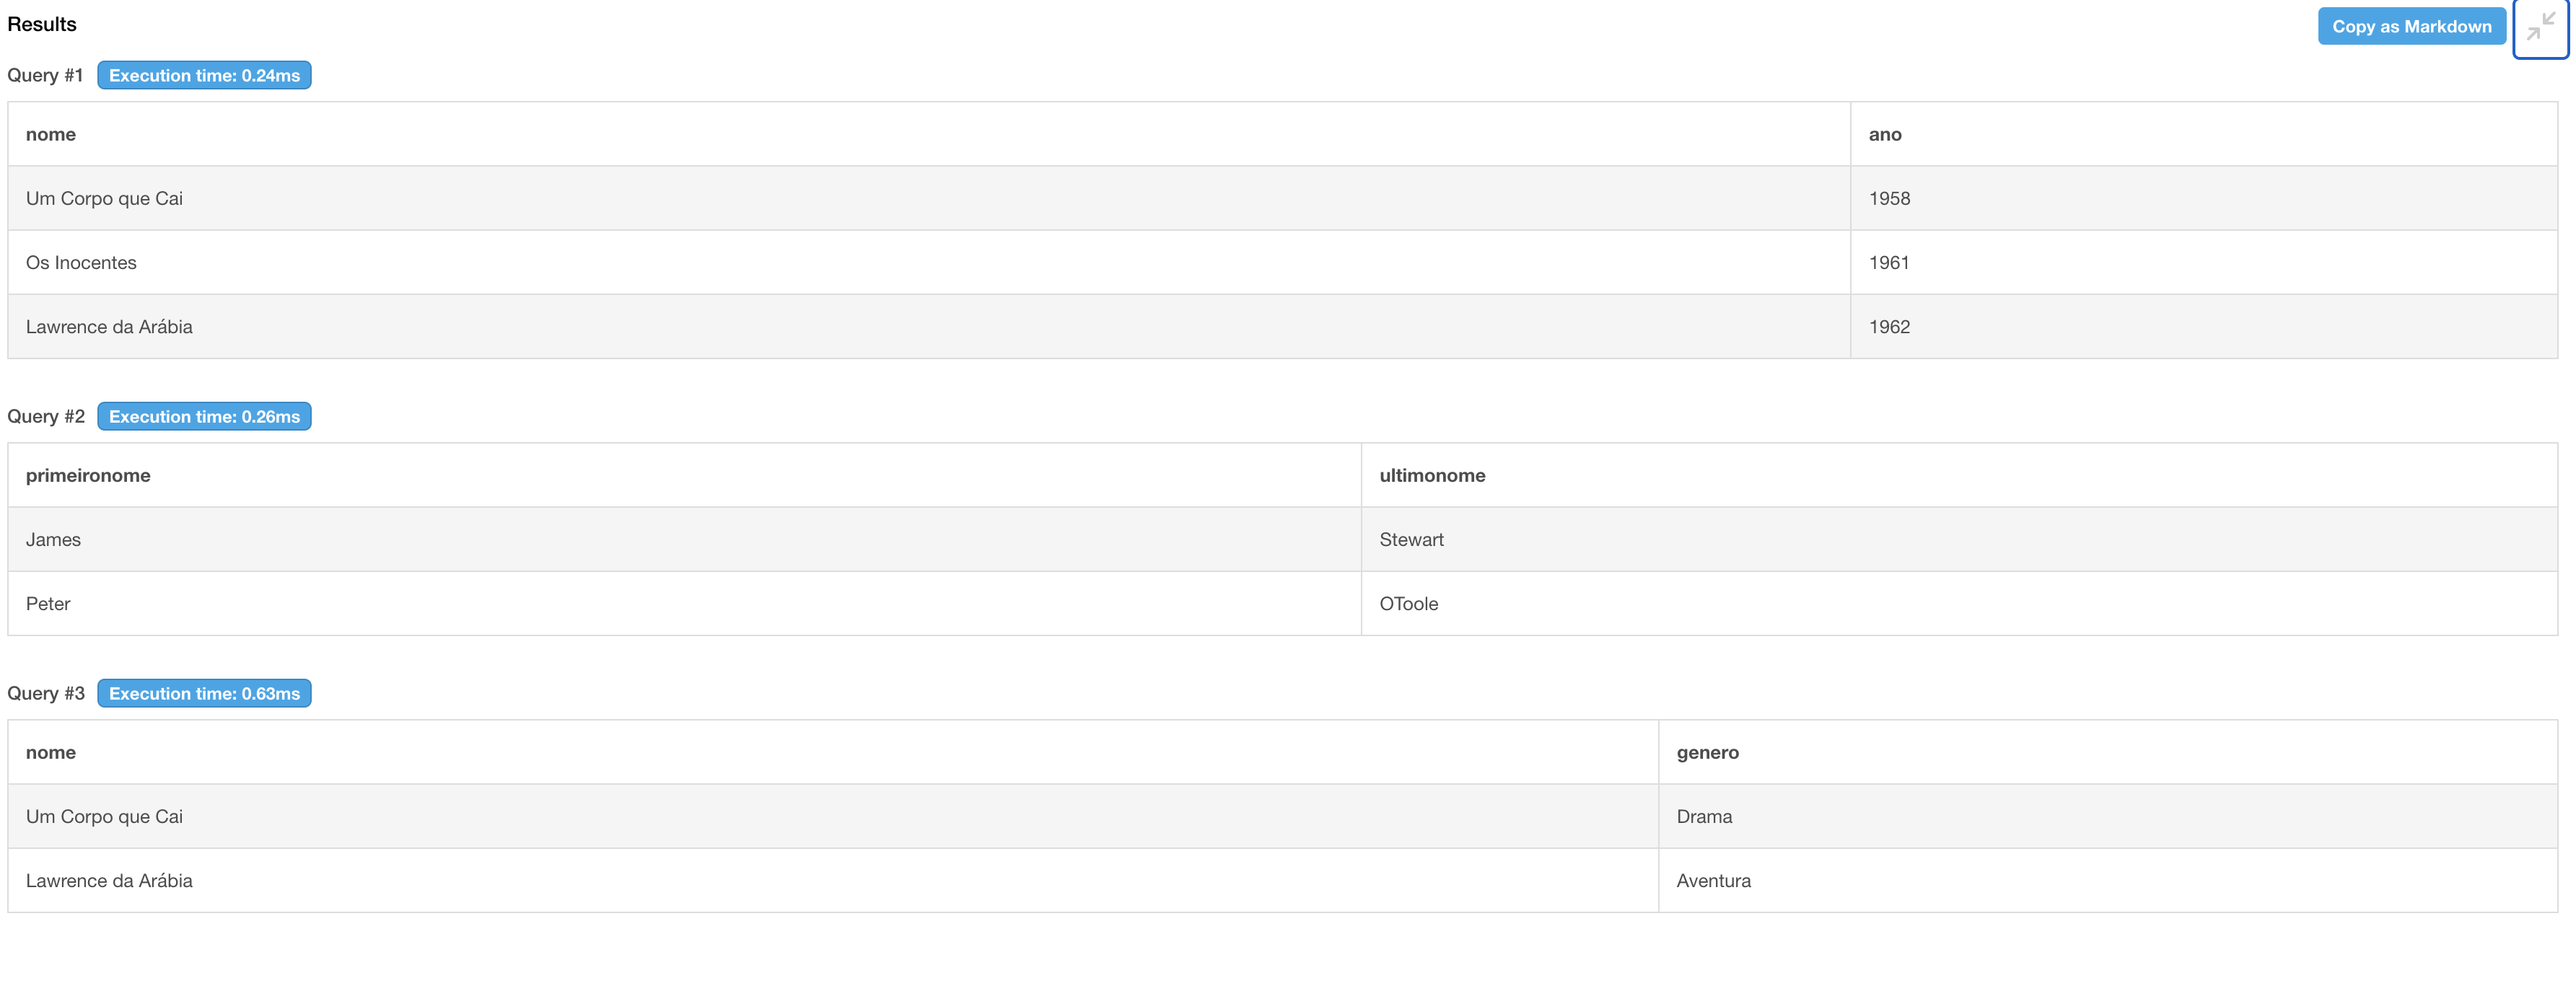 Results
Copy as Markdown
Query #1 Execution time: 0.24ms
nome ano
Um Corpo que Cai 1958
Os Inocentes 1961
Lawrence da Arábia 1962
Query #2 Execution time: 0.26ms
primeironome ultimonome
James Stewart
Peter OToole
Query #3 Execution time: 0.63ms
nome genero
Um Corpo que Cai Drama
Lawrence da Arábia Aventura